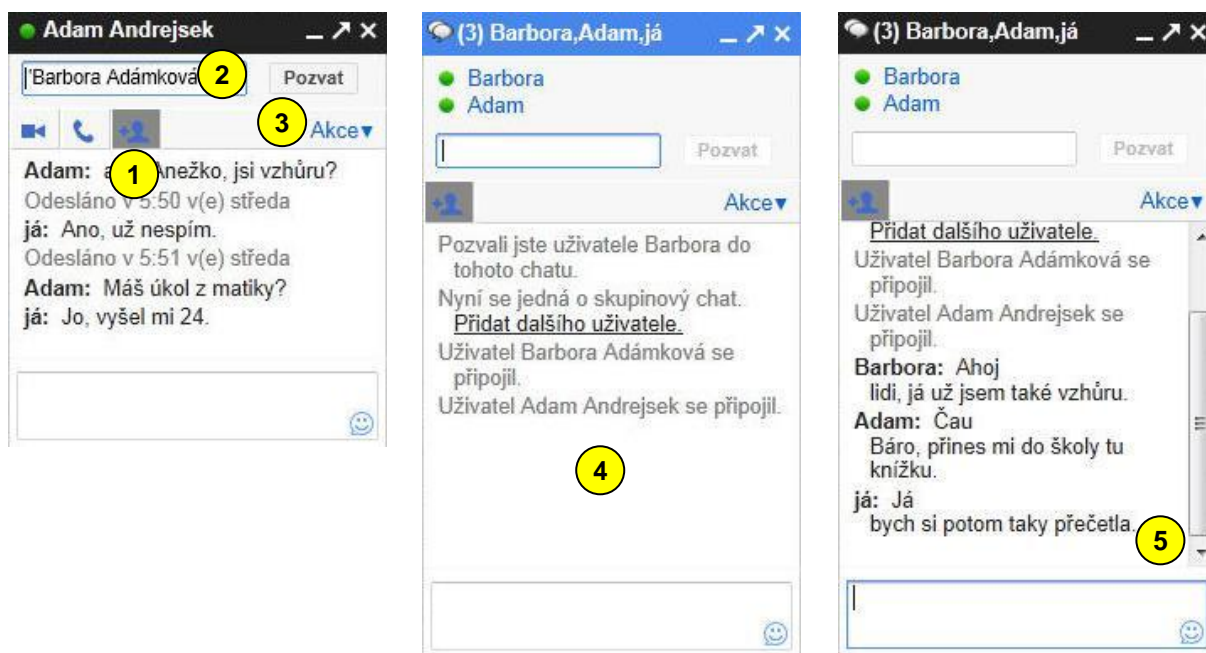 Adam Andrejsek
'Barbora Adámková
2
Pozvat
3
Akce
Adam: a 1 Anežko, jsi vzhůru?
Odesláno v 5:50 v(e) středa
já: Ano, už nespím.
Odesláno v 5:51 v(e) středa
Adam: Máš úkol z matiky?
já: Jo, vyšel mi 24.
(3) Barbora,Adam,já
Barbora
Adam
Pozvat
Akce
Pozvali jste uživatele Barbora do
tohoto chatu.
Nyní se jedná o skupinový chat.
Přidat dalšího uživatele.
Uživatel Barbora Adámková se
připojil.
Uživatel Adam Andrejsek se připojil.
4
(3) Barbora,Adam,já
Barbora
Adam
Pozvat
Akce
Přidat dalšího uživatele.
Uživatel Barbora Adámková se
připojil.
Uživatel Adam Andrejsek se
připojil.
Barbora: Ahoj
lidi, já už jsem také vzhůru.
Adam: Čau
Báro, přines mi do školy tu
knížku.
já: Já
bych si potom taky přečetla.
5